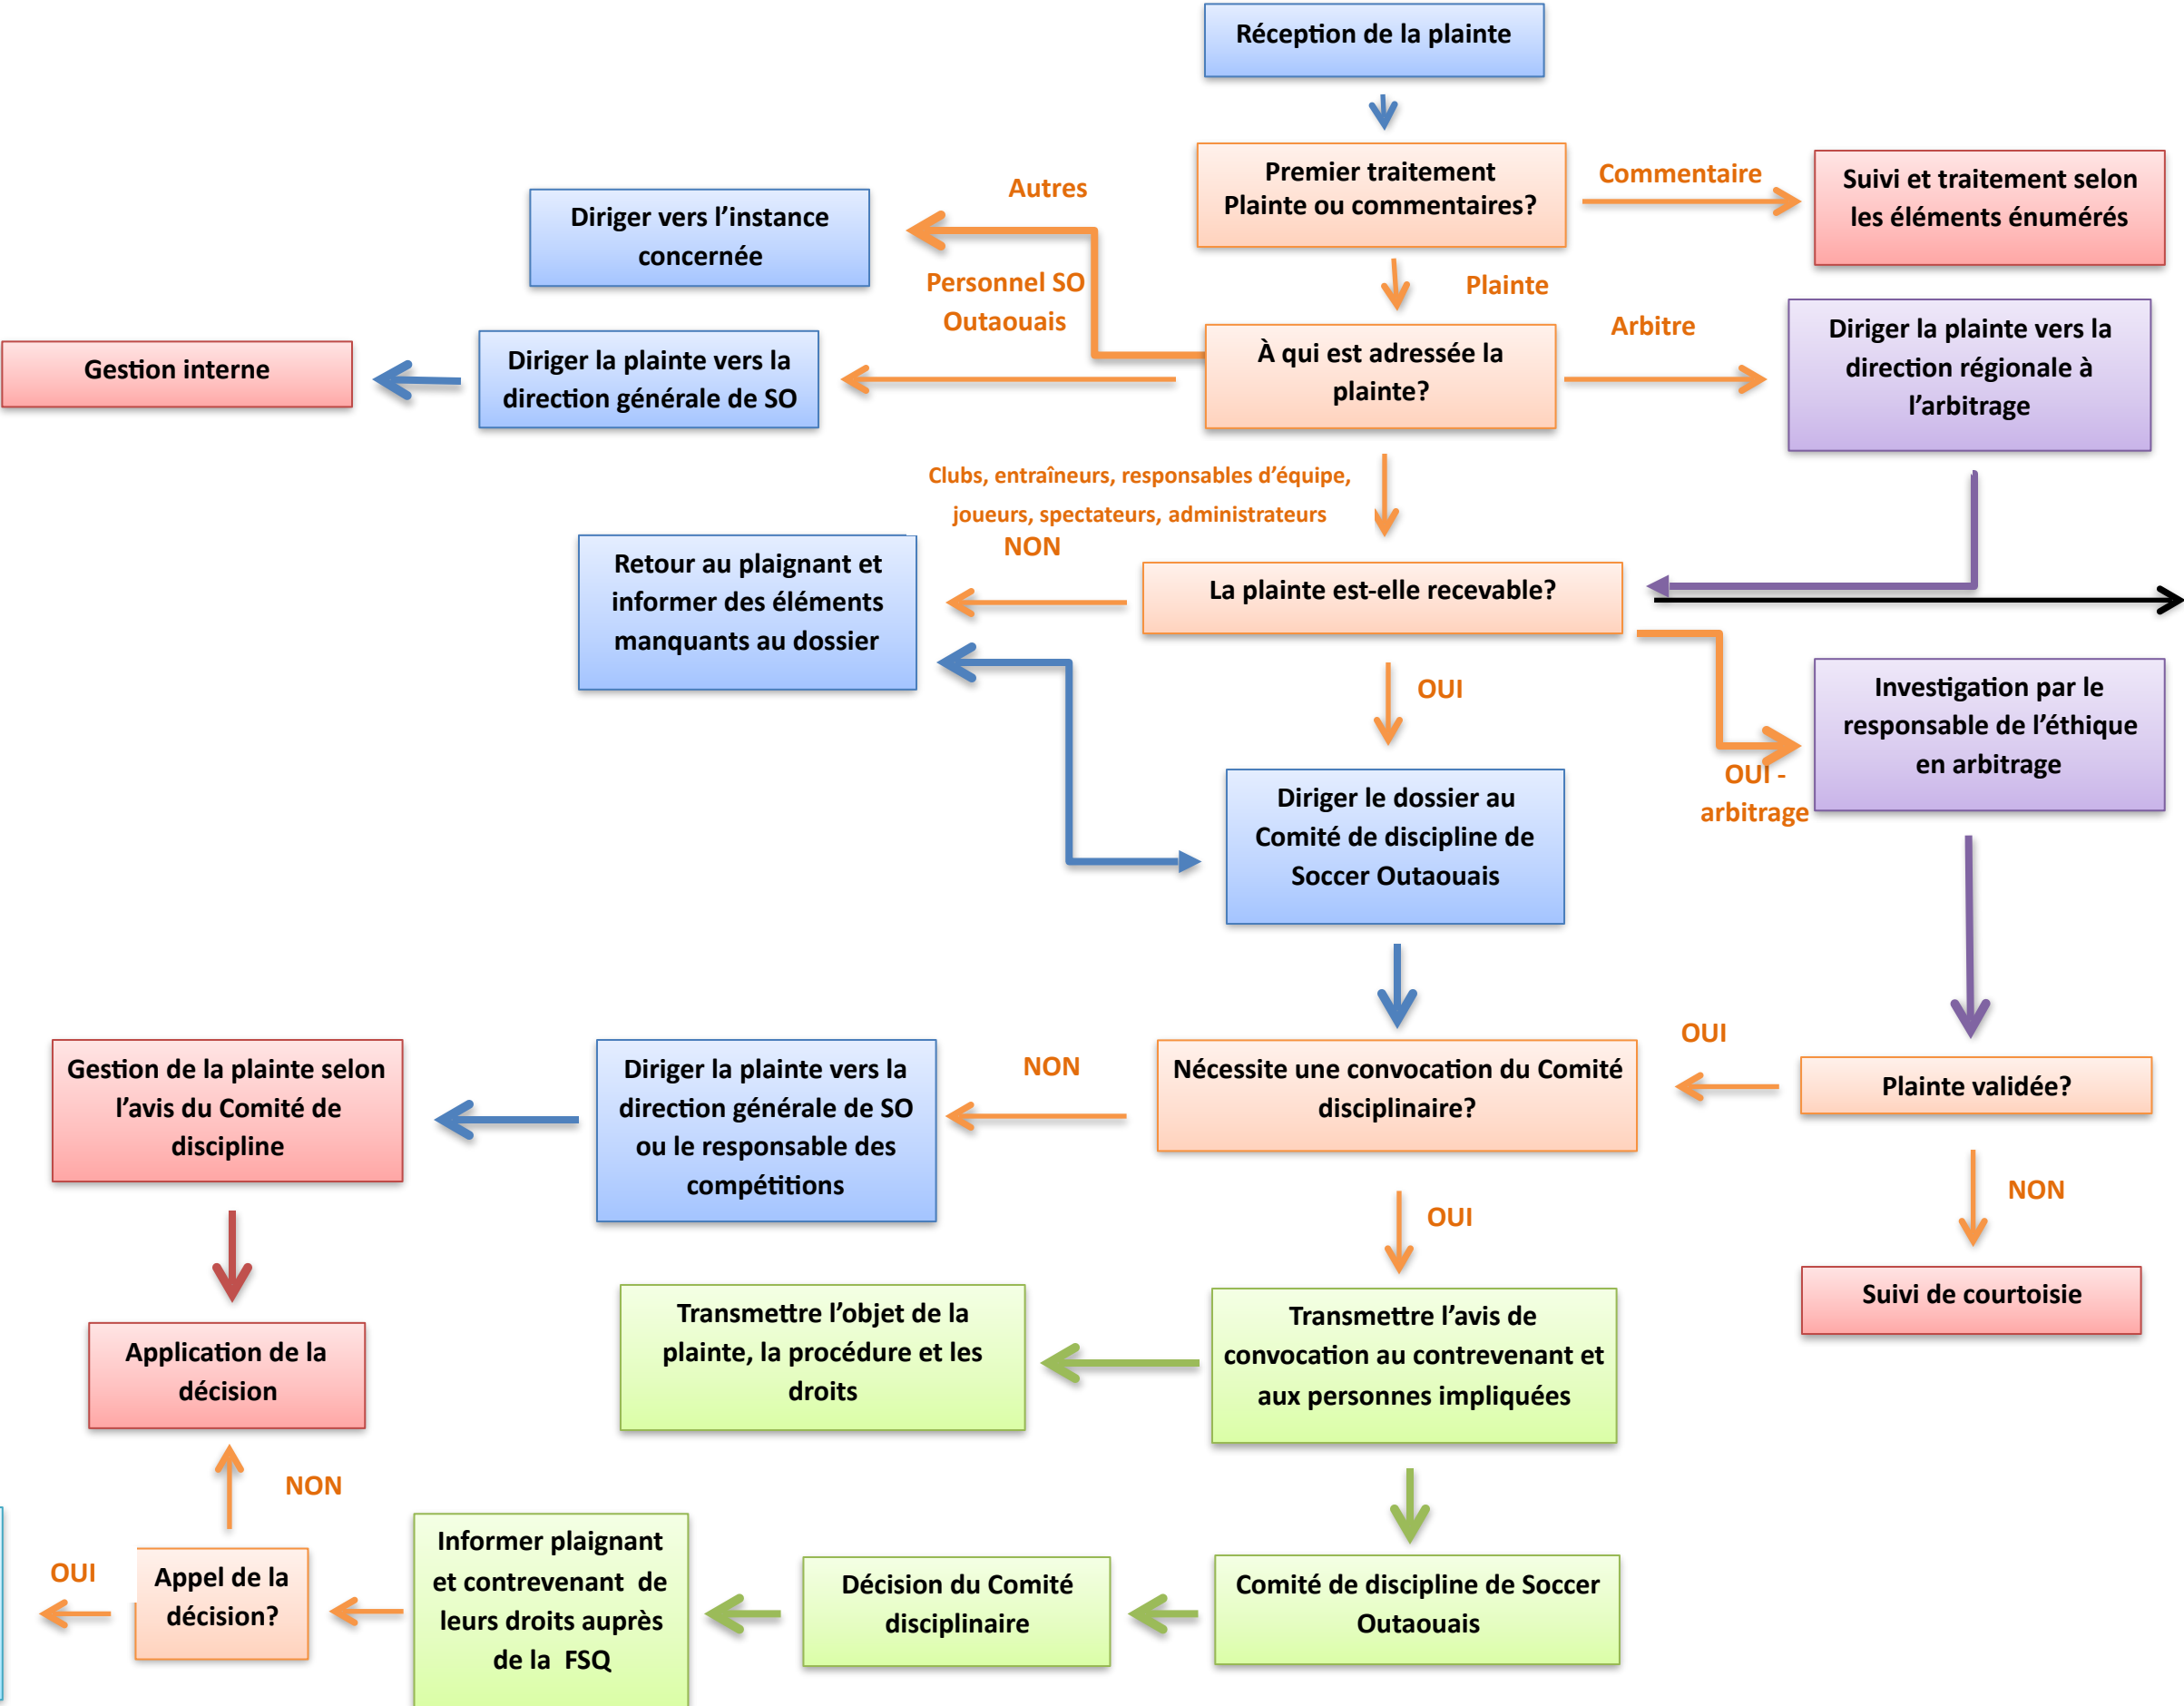 Réception de la plainte
Premier traitement
Plainte ou commentaires?
Commentaire
Suivi et traitement selon
les éléments énumérés
Autres
Diriger vers l’instance
concernée
Plainte
Personnel SO
Outaouais
À qui est adressée la
plainte?
Arbitre
Diriger la plainte vers la
direction régionale à
l’arbitrage
Diriger la plainte vers la
direction générale de SO
Gestion interne
Clubs, entraîneurs, responsables d’équipe,
joueurs, spectateurs, administrateurs
NON
Retour au plaignant et
informer des éléments
manquants au dossier
La plainte est-elle recevable?
OUI
OUI -
arbitrage
Investigation par le
responsable de l’éthique
en arbitrage
Diriger le dossier au
Comité de discipline de
Soccer Outaouais
Gestion de la plainte selon
l’avis du Comité de
discipline
Diriger la plainte vers la
direction générale de SO
ou le responsable des
compétitions
NON
Nécessite une convocation du Comité
disciplinaire?
OUI
Plainte validée?
OUI
NON
Suivi de courtoisie
Application de la
décision
Transmettre l’objet de la
plainte, la procédure et les
droits
Transmettre l’avis de
convocation au contrevenant et
aux personnes impliquées
NON
OUI
Appel de la
décision?
Informer plaignant
et contrevenant de
leurs droits auprès
de la FSQ
Décision du Comité
disciplinaire
Comité de discipline de Soccer
Outaouais